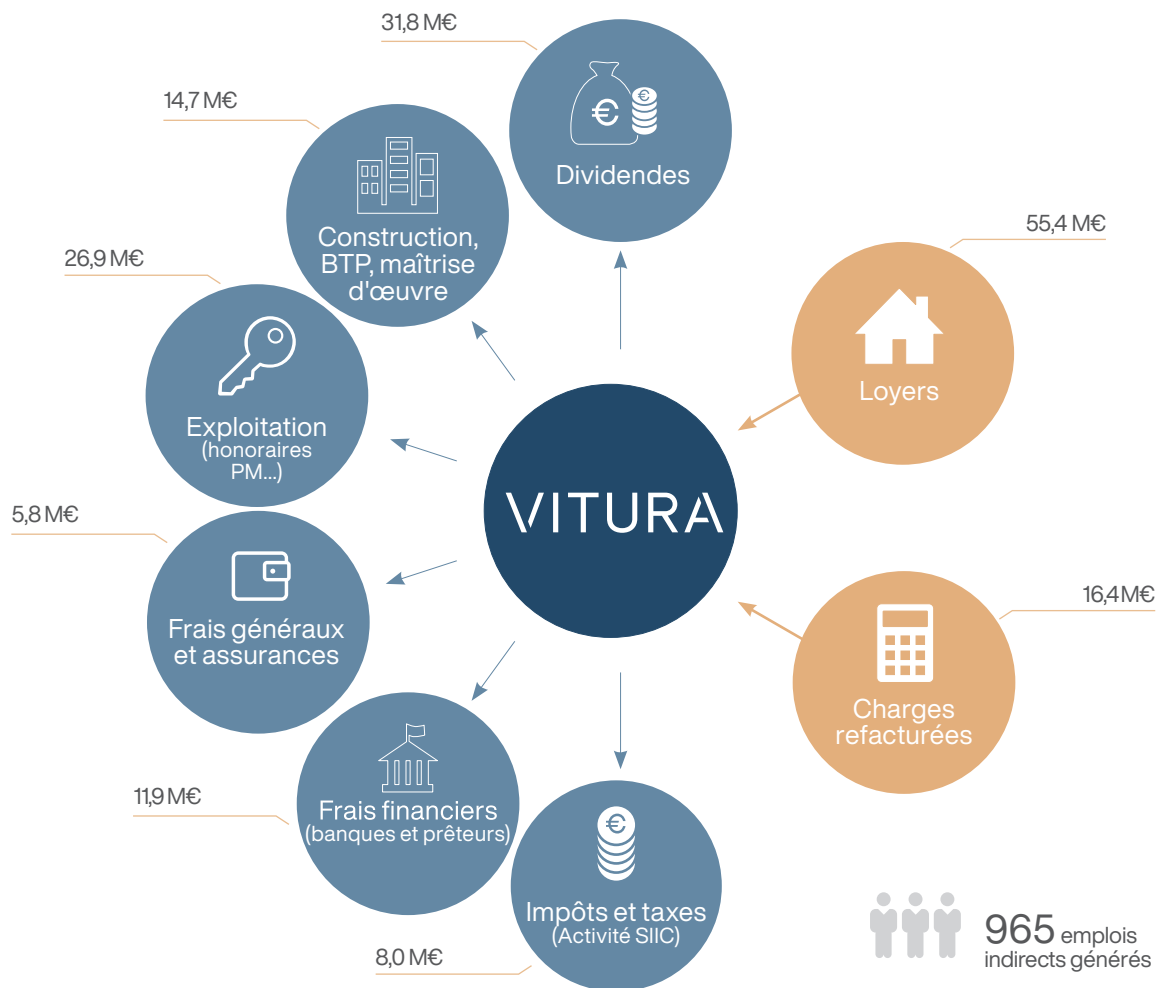 31,8 M€
€
€
Dividendes
14,7 M€
Construction,
BTP, maîtrise
d'œuvre
26,9 M€
Exploitation
(honoraires
PM...)
5,8 M€
Frais généraux
et assurances
11,9 M€
Frais financiers
(banques et prêteurs)
8,0 M€
€
Impôts et taxes
(Activité SIIC)
VITURA
55,4 M€
Loyers
16,4 M€
Charges
refacturées
965 emplois
indirects générés